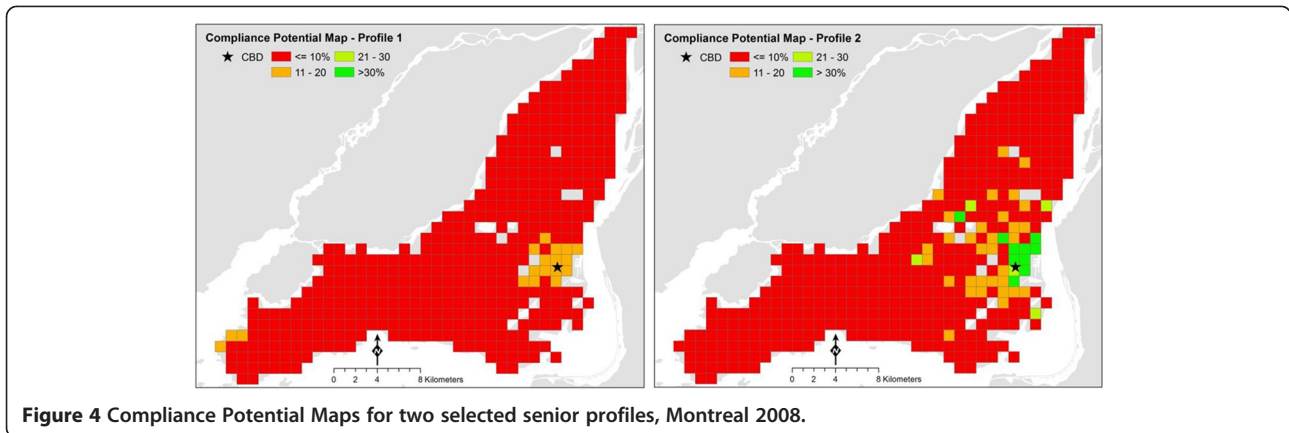 Compliance Potential Map - Profile 1
★ CBD <= 10% 21 - 30
11 - 20 >30%
N
0 2 4 8 Kilometers
Compliance Potential Map - Profile 2
★ CBD <= 10% 21 - 30
11 - 20 > 30%
N
0 2 4 8 Kilometers
Figure 4 Compliance Potential Maps for two selected senior profiles, Montreal 2008.